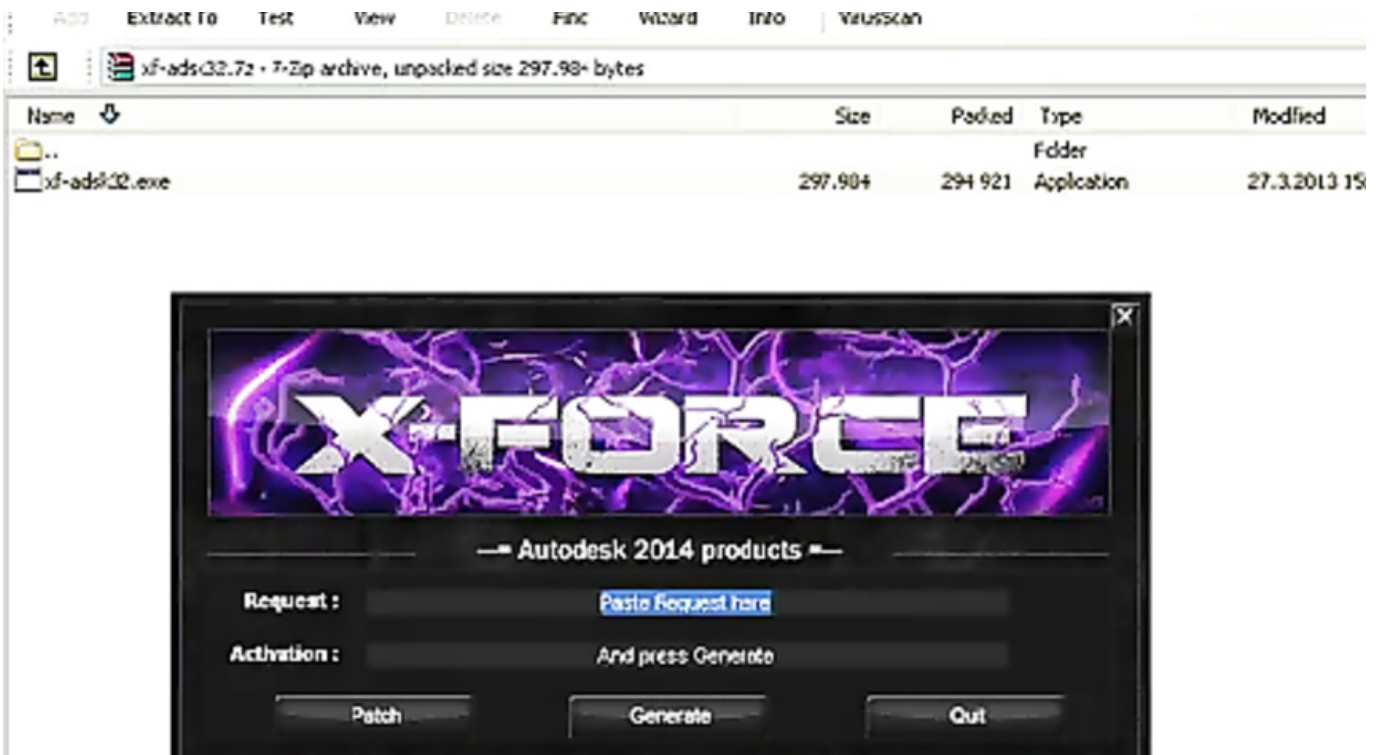 Add Extract To Test View Delete Find Wizard Info VirusScan
xf-adsk32.7z - 7-Zip archive, unpacked size 297.984 bytes
Name Size Packed Type Modified
.. Folder
xf-adsk32.exe 297.984 294 921 Application 27.3.2013
X-FORCE
Autodesk 2014 products
Request : Paste Request here
Activation : And press Generate
Patch Generate Quit